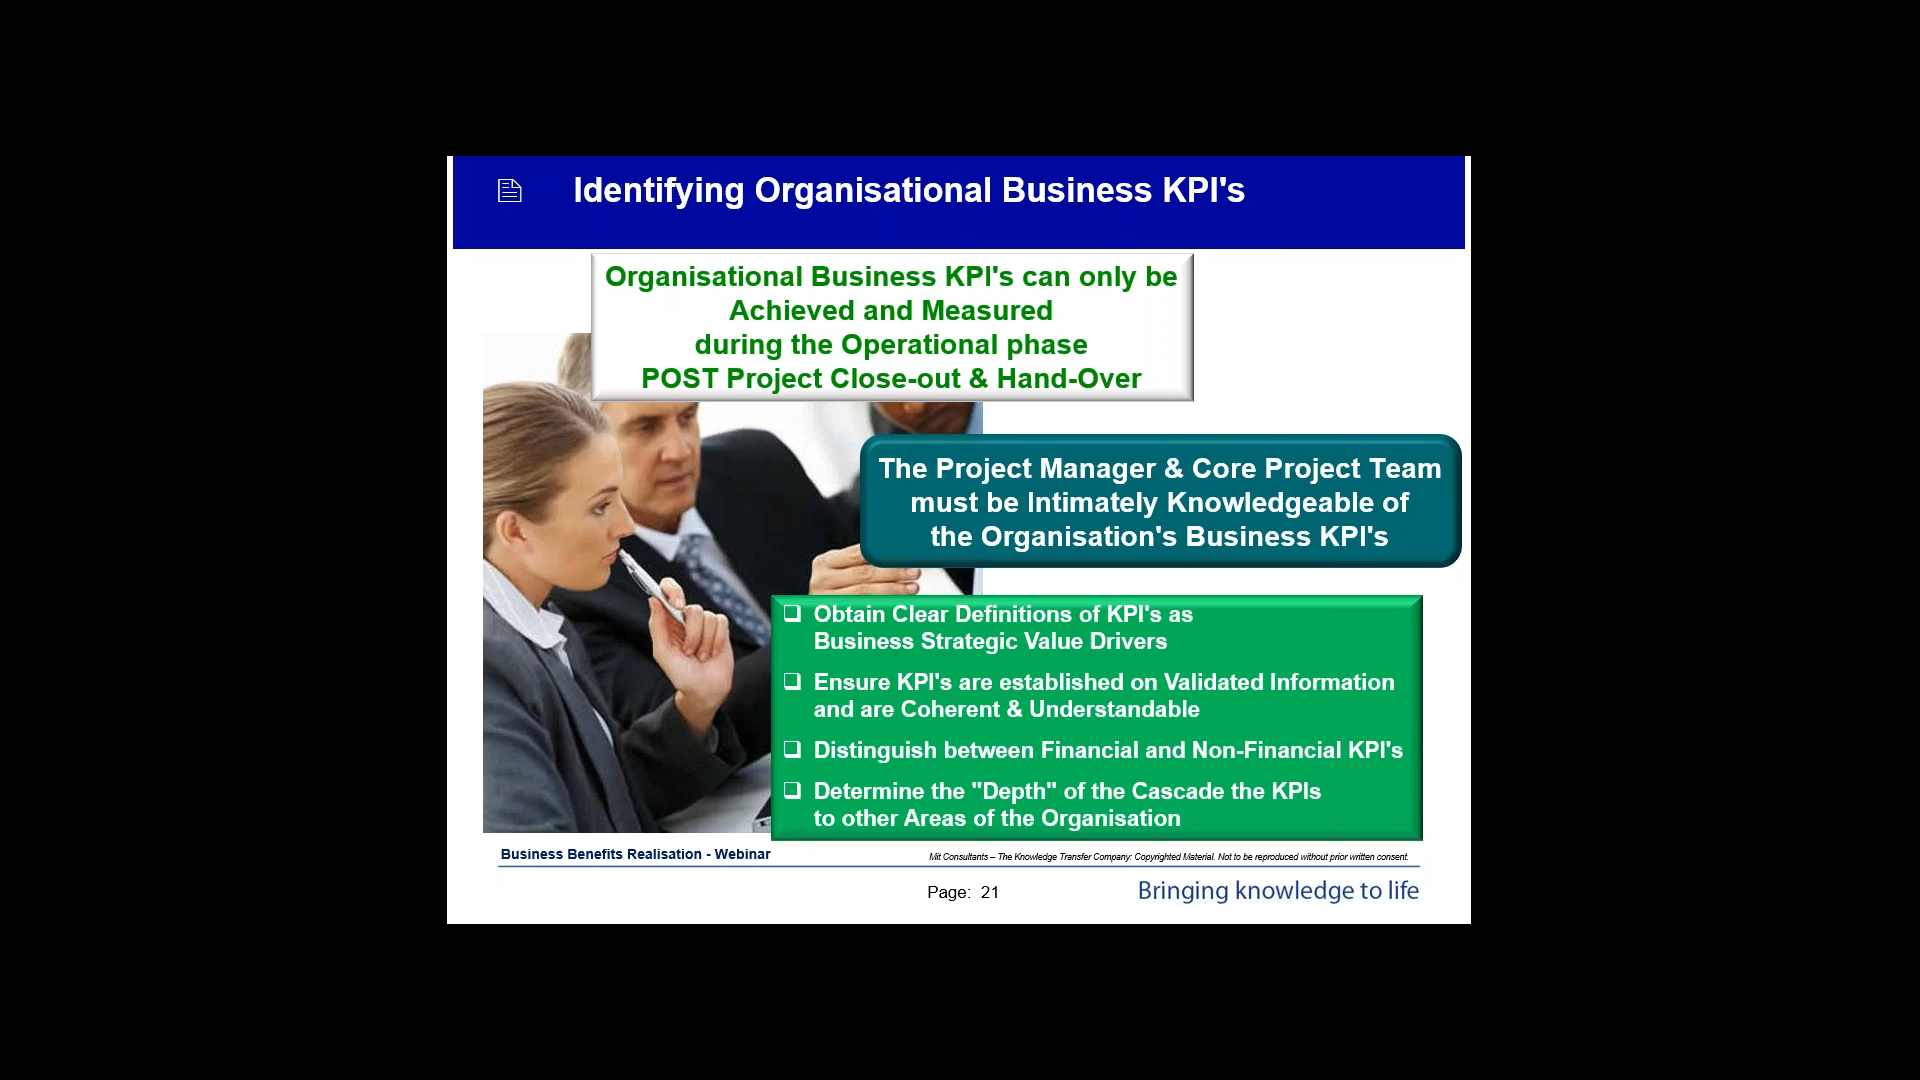 Identifying Organisational Business KPI's
Organisational Business KPI's can only be
Achieved and Measured
during the Operational phase
POST Project Close-out & Hand-Over
The Project Manager & Core Project Team
must be Intimately Knowledgeable of
the Organisation's Business KPI's
❑ Obtain Clear Definitions of KPI's as
Business Strategic Value Drivers
❑ Ensure KPI's are established on Validated Information
and are Coherent & Understandable
❑ Distinguish between Financial and Non-Financial KPI's
❑ Determine the "Depth" of the Cascade the KPIs
to other Areas of the Organisation
Business Benefits Realisation - Webinar
Mit Consultants – The Knowledge Transfer Company: Copyrighted Material. Not to be reproduced without prior written consent.
Page: 21
Bringing knowledge to life